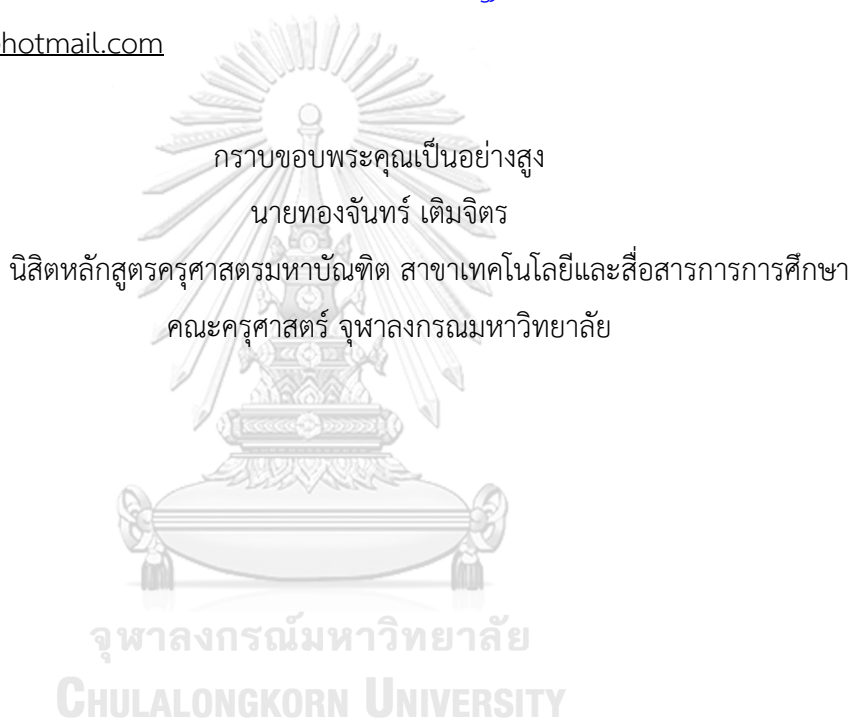 hotmail.com
กราบขอบพระคุณเป็นอย่างสูง
นายทองจันทร์ เติมจิตร
นิสิตหลักสูตรครุศาสตรมหาบัณฑิต สาขาเทคโนโลยีและสื่อสารการการศึกษา
คณะครุศาสตร์ จุฬาลงกรณมหาวิทยาลัย
จุฬาลงกรณ์มหาวิทยาลัย
CHULALONGKORN UNIVERSITY